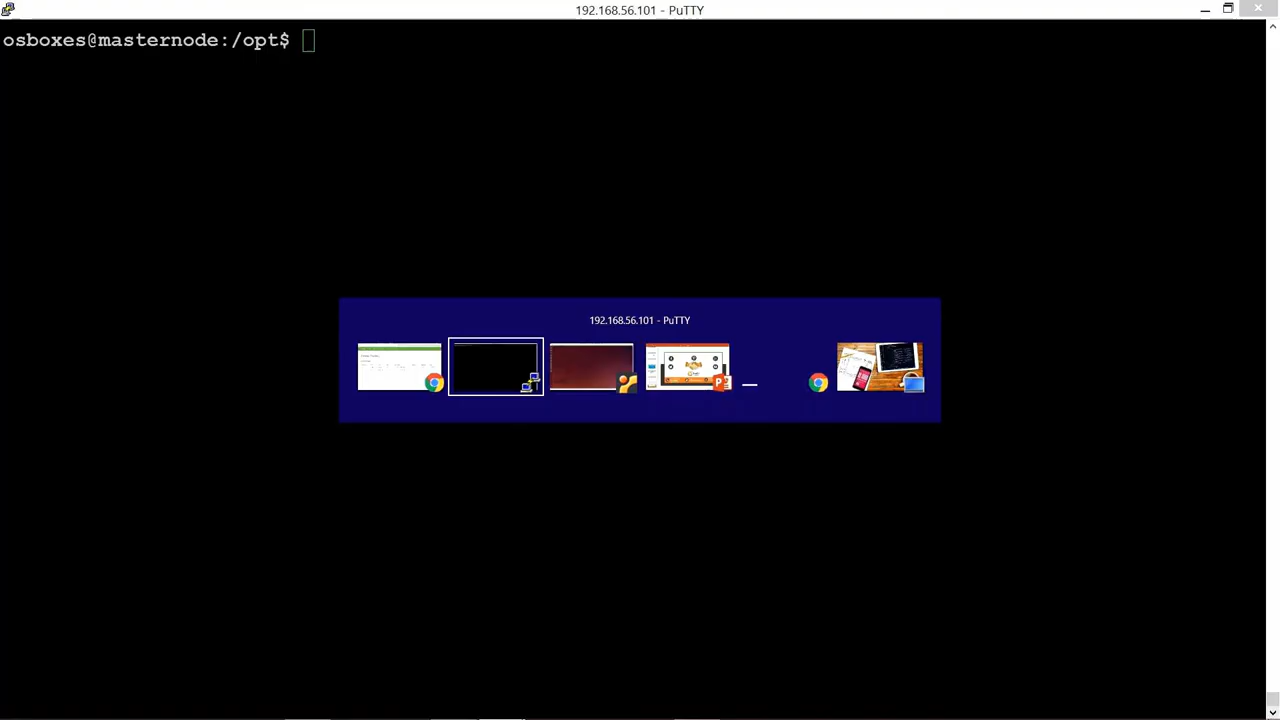 192.168.56.101 - PuTTY
osboxes@masternode:/opt$
192.168.56.101 - PuTTY